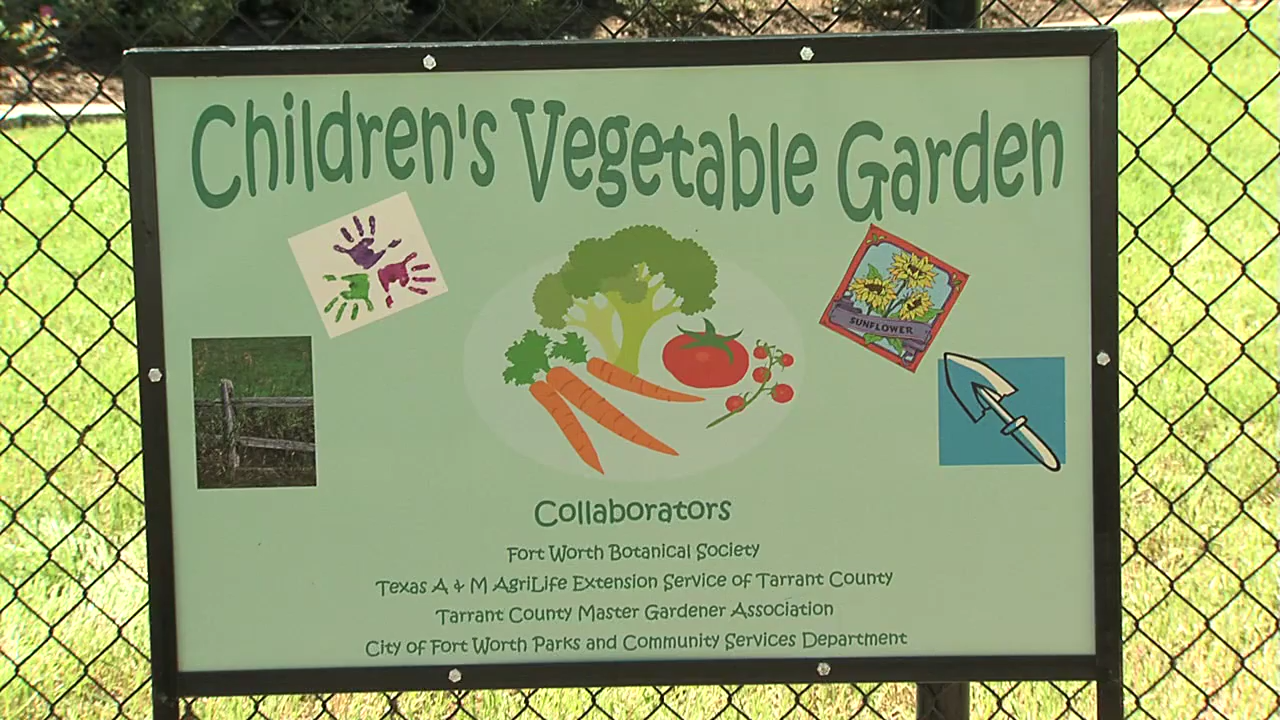 Children's Vegetable Garden
SUNFLOWER
Collaborators
Fort Worth Botanical Society
Texas A & M AgriLife Extension Service of Tarrant County
Tarrant County Master Gardener Association
City of Fort Worth Parks and Community Services Department